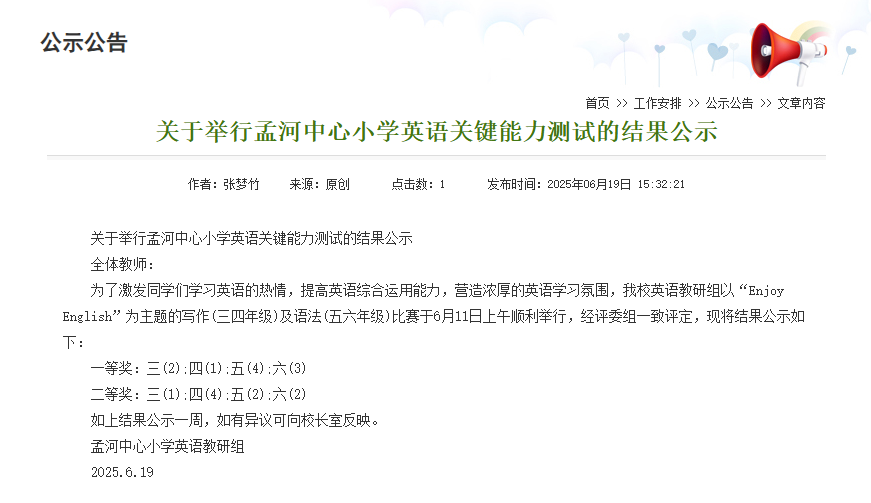 公示公告
首页 >> 工作安排 >> 公示公告 >> 文章内容
关于举行孟河中心小学英语关键能力测试的结果公示
作者：张梦竹 来源：原创 点击数：1 发布时间：2025年06月19日 15:32:21
关于举行孟河中心小学英语关键能力测试的结果公示
全体教师：
为了激发同学们学习英语的热情，提高英语综合运用能力，营造浓厚的英语学习氛围，我校英语教研组以“Enjoy
English”为主题的写作(三四年级)及语法(五六年级)比赛于6月11日上午顺利举行，经评委组一致评定，现将结果公示如
下：
一等奖：三(2);四(1);五(4);六(3)
二等奖：三(1);四(4);五(2);六(2)
如上结果公示一周，如有异议可向校长室反映。
孟河中心小学英语教研组
2025.6.19